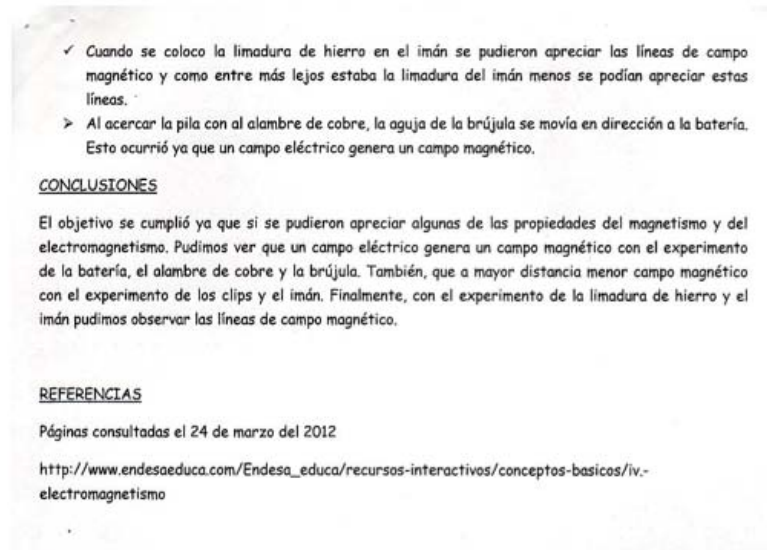 ✓ Cuando se coloco la limadura de hierro en el imán se pudieron apreciar las líneas de campo
magnético y como entre más lejos estaba la limadura del imán menos se podían apreciar estas
líneas.
➢ Al acercar la pila con al alambre de cobre, la aguja de la brújula se movía en dirección a la batería.
Esto ocurrió ya que un campo eléctrico genera un campo magnético.
CONCLUSIONES
El objetivo se cumplió ya que si se pudieron apreciar algunas de las propiedades del magnetismo y del
electromagnetismo. Pudimos ver que un campo eléctrico genera un campo magnético con el experimento
de la batería, el alambre de cobre y la brújula. También, que a mayor distancia menor campo magnético
con el experimento de los clips y el imán. Finalmente, con el experimento de la limadura de hierro y el
imán pudimos observar las líneas de campo magnético.
REFERENCIAS
Páginas consultadas el 24 de marzo del 2012
http://www.endesaeduca.com/Endesa_educa/recursos-interactivos/conceptos-basicos/iv.-
electromagnetismo